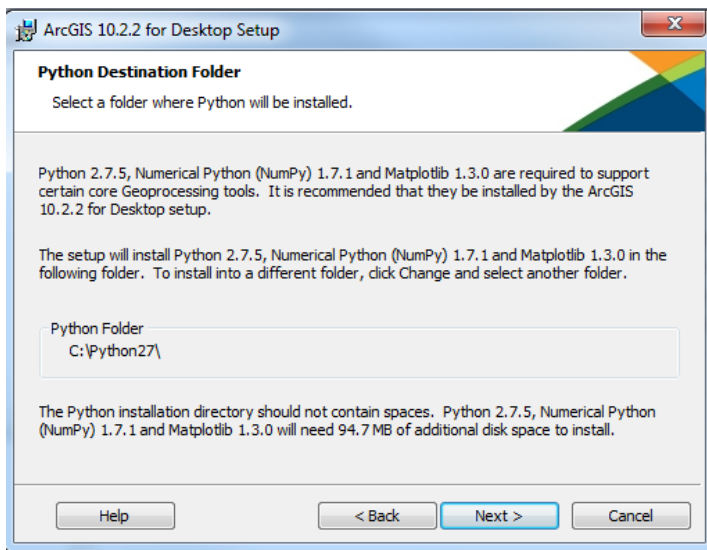 ArcGIS 10.2.2 for Desktop Setup
Python Destination Folder
Select a folder where Python will be installed.
Python 2.7.5, Numerical Python (NumPy) 1.7.1 and Matplotlib 1.3.0 are required to support
certain core Geoprocessing tools. It is recommended that they be installed by the ArcGIS
10.2.2 for Desktop setup.
The setup will install Python 2.7.5, Numerical Python (NumPy) 1.7.1 and Matplotlib 1.3.0 in the
following folder. To install into a different folder, click Change and select another folder.
Python Folder
C:\Python27\
The Python installation directory should not contain spaces. Python 2.7.5, Numerical Python
(NumPy) 1.7.1 and Matplotlib 1.3.0 will need 94.7 MB of additional disk space to install.
Help < Back Next > Cancel